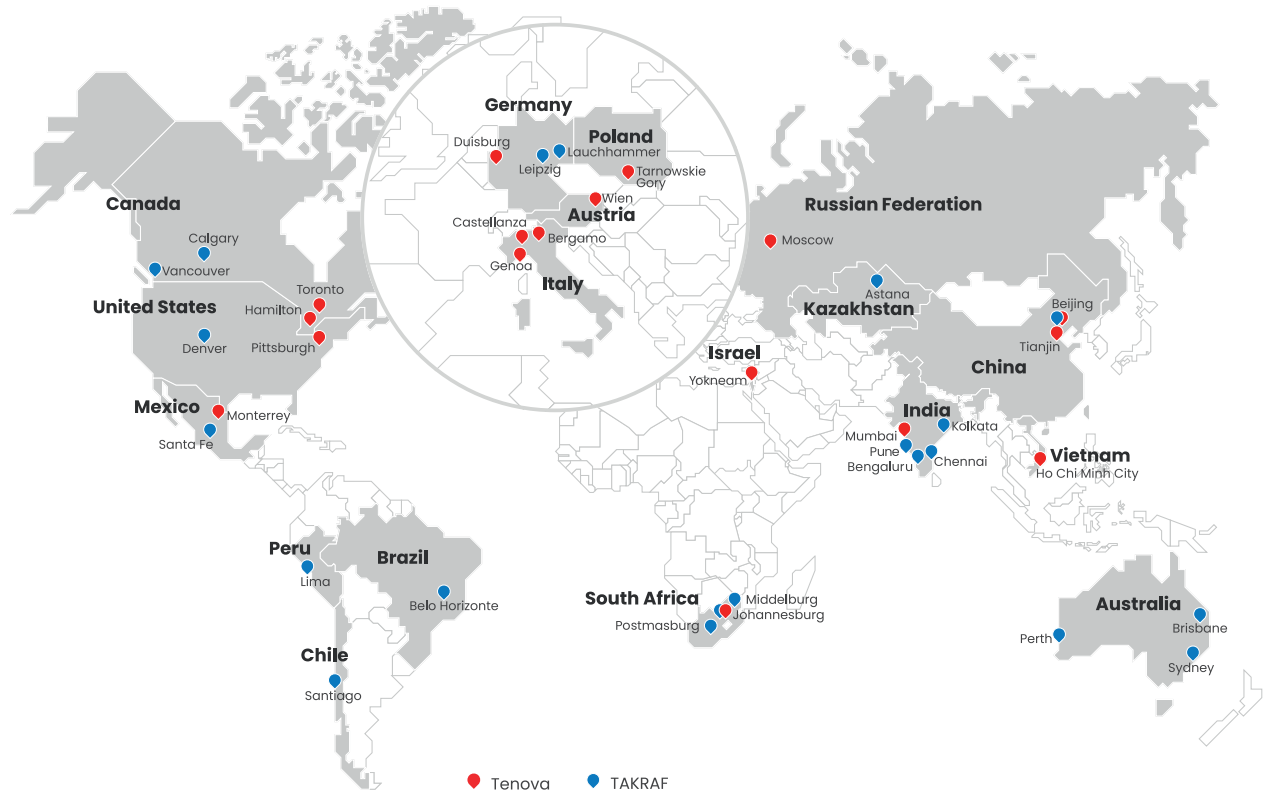 Germany
Duisburg
Poland
Lauchhammer
Leipzig
Tarnowskie
Gory
Wien
Austria
Castellanza
Bergamo
Genoa
Italy
Canada
Calgary
Vancouver
United States
Toronto
Hamilton
Denver
Pittsburgh
Mexico
Monterrey
Santa Fe
Russian Federation
Moscow
Astana
Kazakhstan
Beijing
Tianjin
China
Israel
Yokneam
India
Kolkata
Mumbai
Pune
Bengaluru
Chennai
Vietnam
Ho Chi Minh City
Peru
Lima
Brazil
Belo Horizonte
Chile
Santiago
South Africa
Middelburg
Johannesburg
Postmasburg
Australia
Perth
Brisbane
Sydney
Tenova
TAKRAF